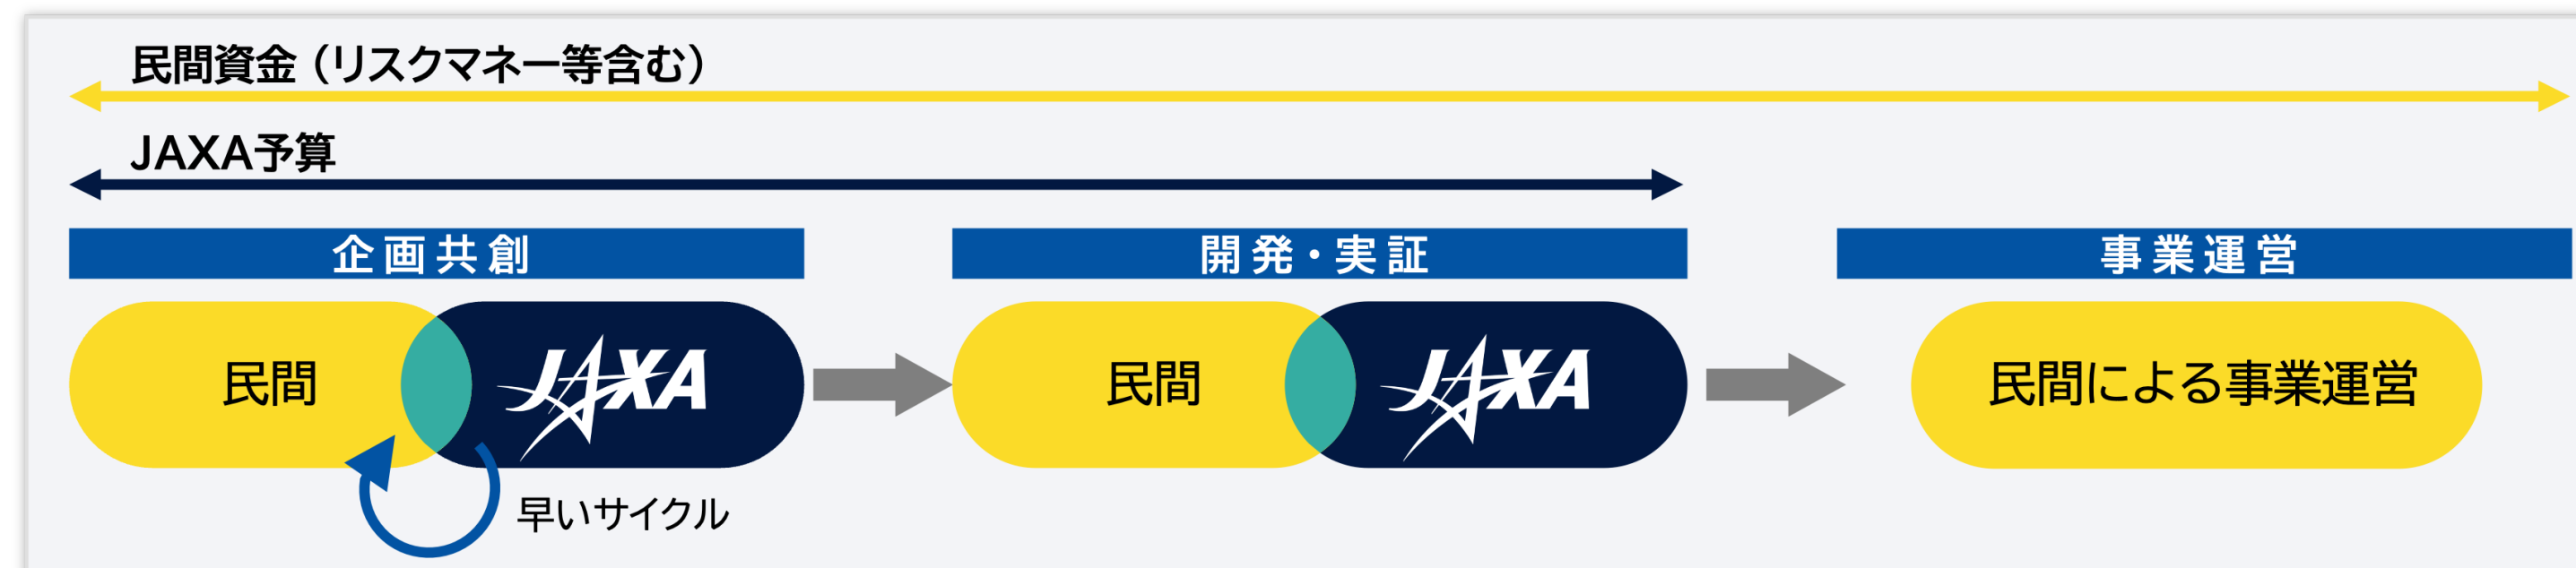 民間資金（リスクマネー等含む）
JAXA予算
企画共創
開発・実証
事業運営
民間
JAXA
民間
JAXA
民間による事業運営
早いサイクル